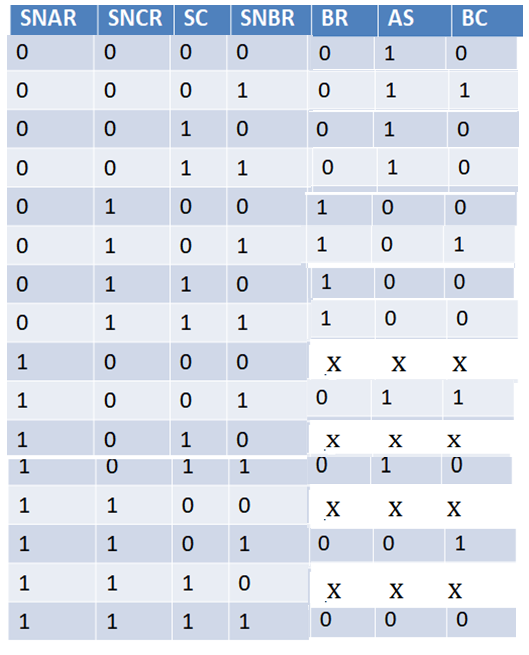 SNAR SNCR SC SNBR BR AS BC
0 0 0 0 0 1 0
0 0 0 1 0 1 1
0 0 1 0 0 1 0
0 0 1 1 0 1 0
0 1 0 0 1 0 0
0 1 0 1 1 0 1
0 1 1 0 1 0 0
0 1 1 1 1 0 0
1 0 0 0 x x x
1 0 0 1 0 1 1
1 0 1 0 x x x
1 0 1 1 0 1 0
1 1 0 0 x x x
1 1 0 1 0 0 1
1 1 1 0 x x x
1 1 1 1 0 0 0